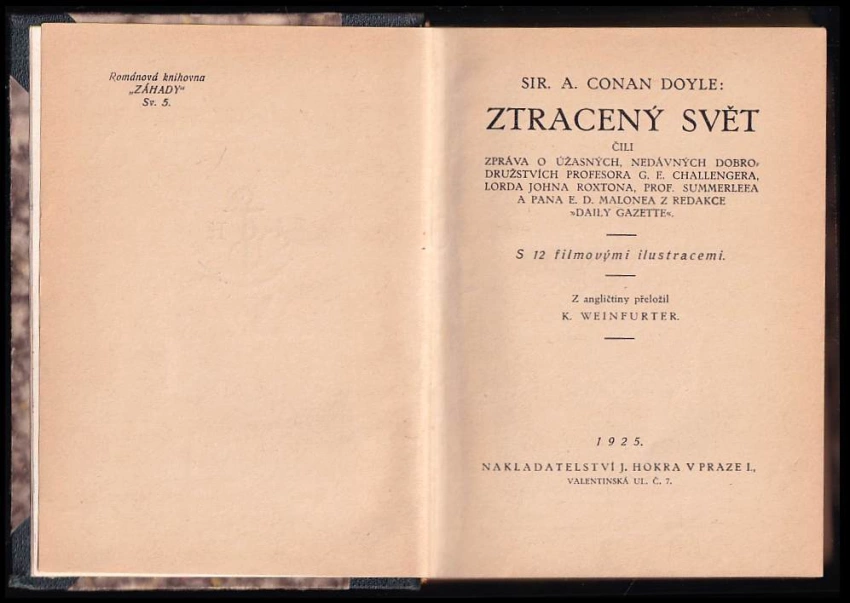 Románová knihovna
„ZÁHADY“
Sv. 5.
SIR. A. CONAN DOYLE:
ZTRACENÝ SVĚT
ČILI
ZPRÁVA O ÚŽASNÝCH, NEDÁVNÝCH DOBRO-
DRUŽSTVÍCH PROFESORA G. E. CHALLENGERA,
LORDA JOHNA ROXTONA, PROF. SUMMERLEEA
A PANA E. D. MALONEA Z REDAKCE
»DAILY GAZETTE«.
S 12 filmovými ilustracemi.
Z angličtiny přeložil
K. WEINFURTER.
1925.
NAKLADATELSTVÍ J. HOKRA V PRAZE I.,
VALENTINSKÁ UL. Č. 7.